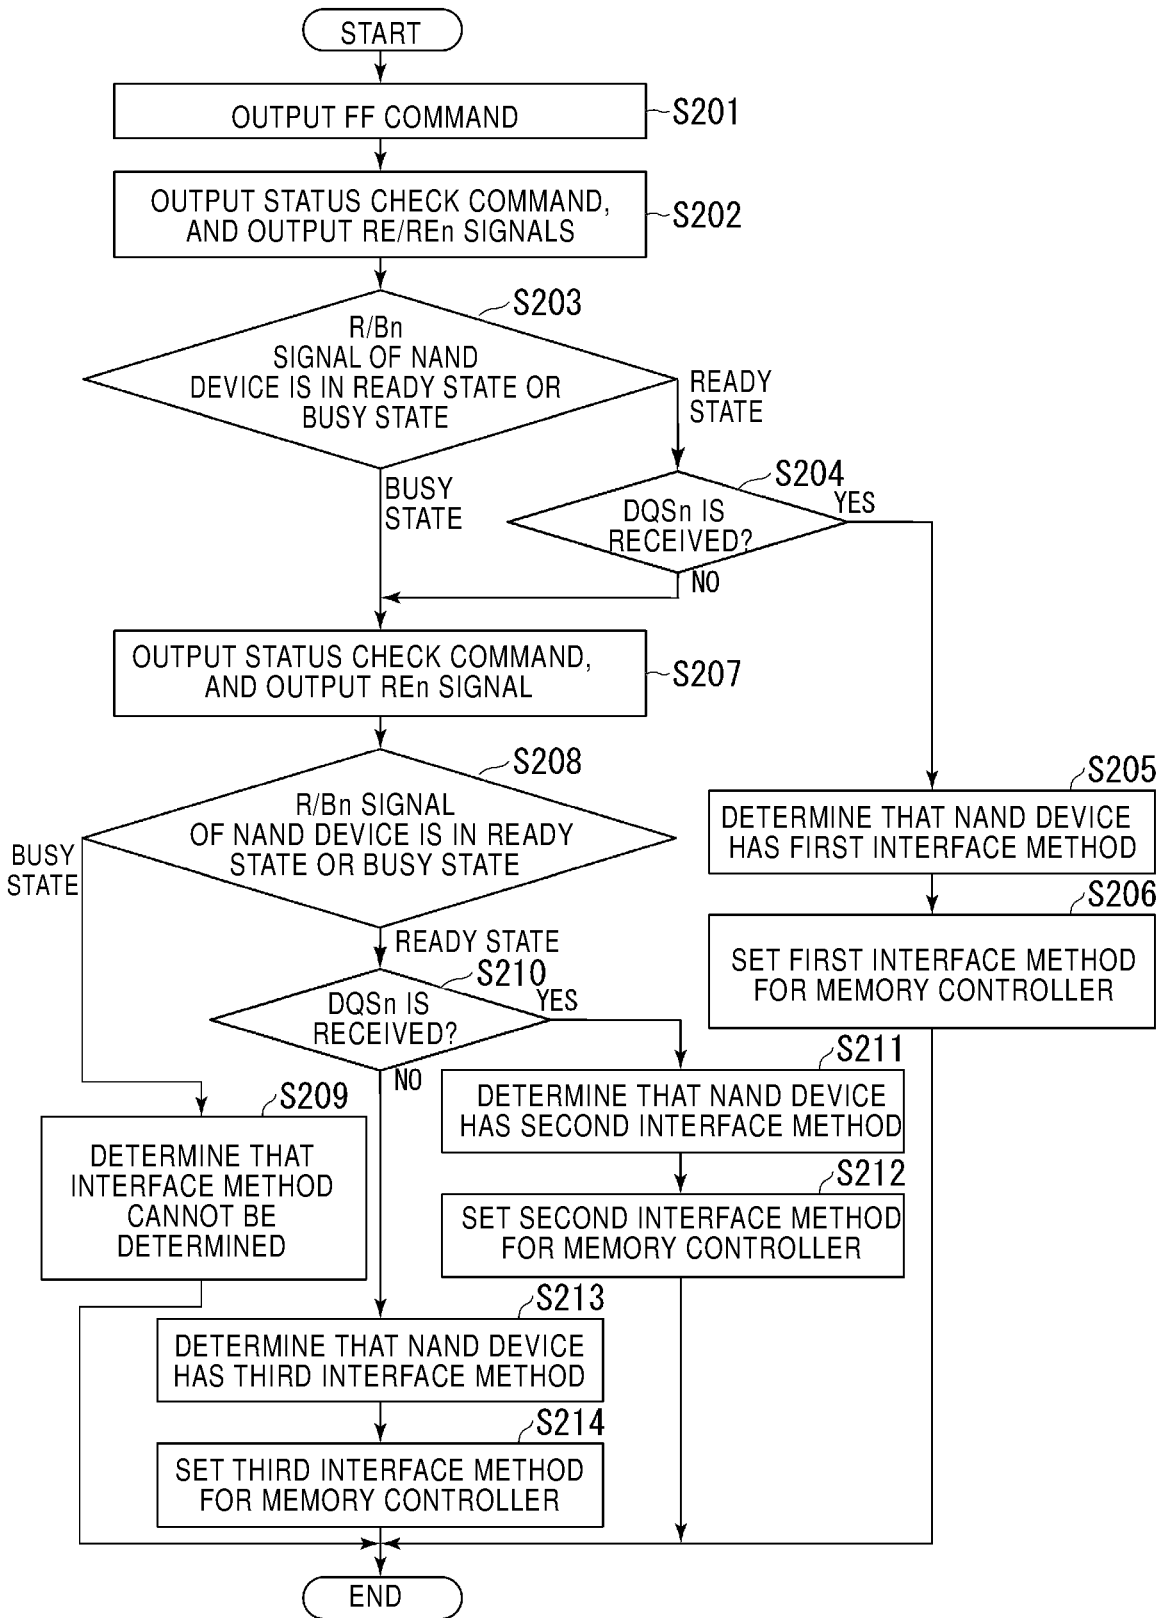 START
OUTPUT FF COMMAND
S201
OUTPUT STATUS CHECK COMMAND,
AND OUTPUT RE/REn SIGNALS
S202
S203
R/Bn
SIGNAL OF NAND
DEVICE IS IN READY STATE OR
BUSY STATE
READY
STATE
BUSY
STATE
S204
DQSn IS
RECEIVED?
YES
NO
OUTPUT STATUS CHECK COMMAND,
AND OUTPUT REn SIGNAL
S207
S208
R/Bn SIGNAL
OF NAND DEVICE IS IN READY
STATE OR BUSY STATE
BUSY
STATE
READY STATE
S205
DETERMINE THAT NAND DEVICE
HAS FIRST INTERFACE METHOD
S206
SET FIRST INTERFACE METHOD
FOR MEMORY CONTROLLER
S210
DQSn IS
RECEIVED?
YES
NO
S211
DETERMINE THAT NAND DEVICE
HAS SECOND INTERFACE METHOD
S212
SET SECOND INTERFACE METHOD
FOR MEMORY CONTROLLER
S209
DETERMINE THAT
INTERFACE METHOD
CANNOT BE
DETERMINED
S213
DETERMINE THAT NAND DEVICE
HAS THIRD INTERFACE METHOD
S214
SET THIRD INTERFACE METHOD
FOR MEMORY CONTROLLER
END